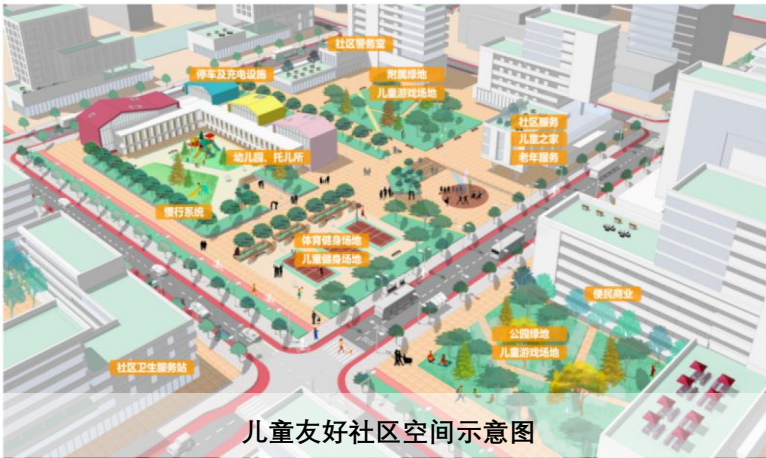 社区警务室
停车及充电设施
附属绿地
儿童游戏场地
社区服务
儿童之家
老年服务
幼儿园、托儿所
慢行系统
体育健身场地
儿童健身场地
便民商业
公园绿地
儿童游戏场地
社区卫生服务站
儿童友好社区空间示意图